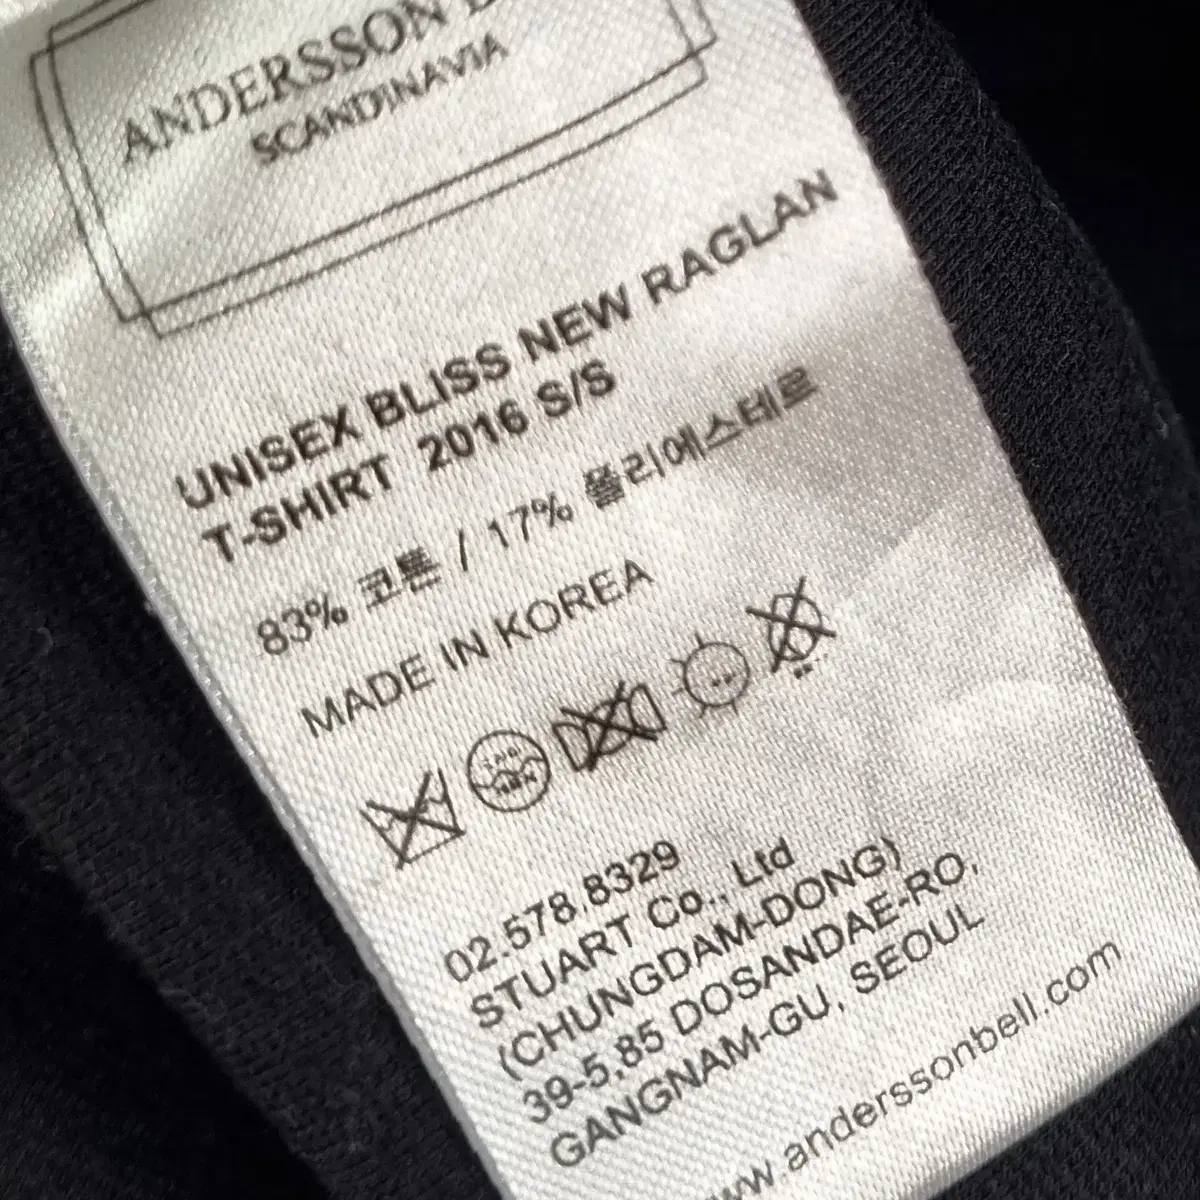 ANDERSSON
SCANDINAVIA
UNISEX BLISS NEW RAGLAN
T-SHIRT 2016 S/S
83% 코튼 / 17% 폴리에스테르
MADE IN KOREA
02.578.8329
STUART Co., Ltd
(CHUNGDAM-DONG)
39-5,85 DOSANDAE-RO,
GANGNAM-GU, SEOUL
www.anderssonbell.com